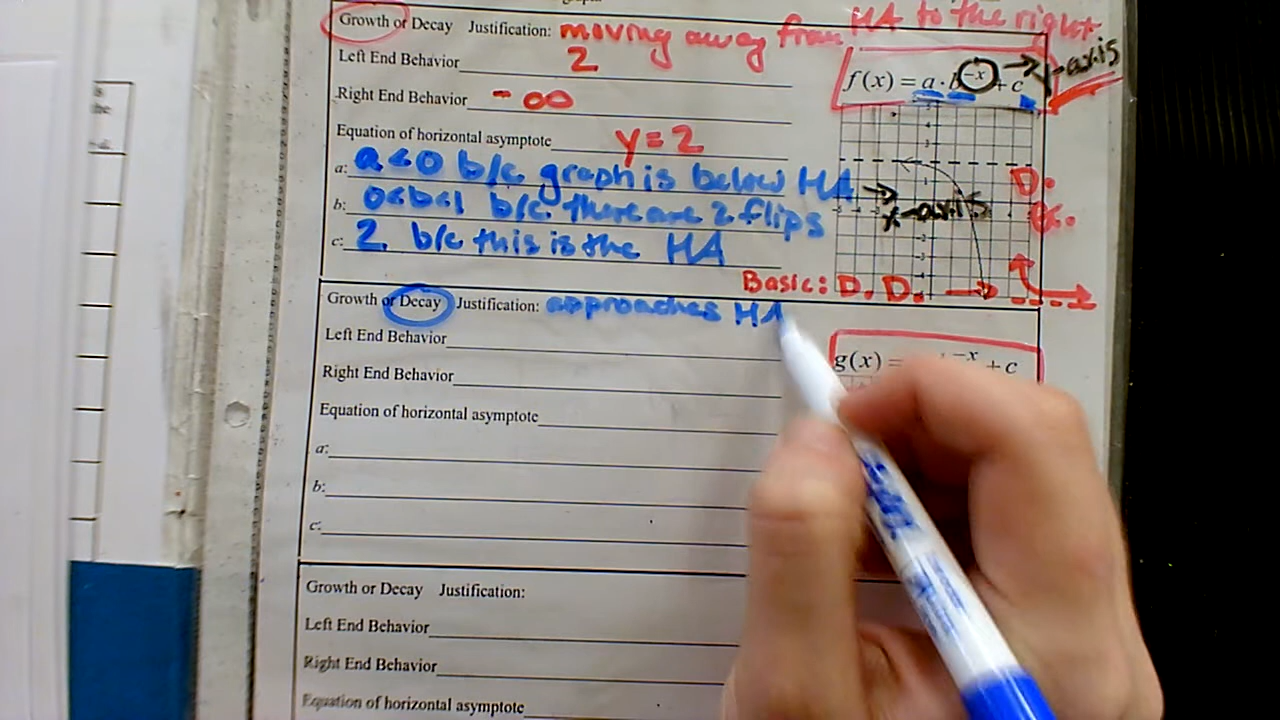 Growth or Decay Justification: moving away from HA to the right
Left End Behavior 2
f(x) = a · b^-x + c
y-axis
Right End Behavior -∞
Equation of horizontal asymptote y=2
a: a<0 b/c graph is below HA
b: 0<b<1 b/c there are 2 flips
x-axis
c: 2 b/c this is the HA
Basic: D. D.
Growth or Decay Justification: approaches HA
Left End Behavior
g(x) = -x + c
Right End Behavior
Equation of horizontal asymptote
a:
b:
c:
Growth or Decay Justification:
Left End Behavior
Right End Behavior
Equation of horizontal asymptote